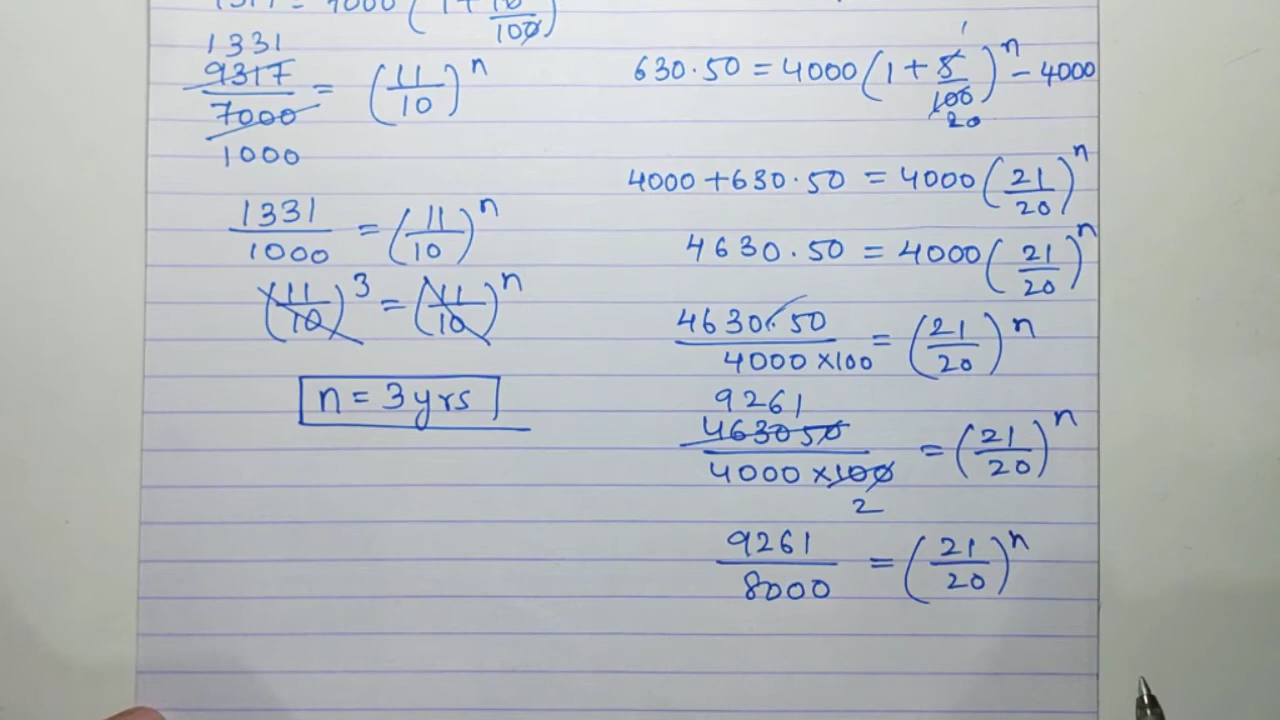 1331
9317/7000 = (11/10)^n
1000
1331/1000 = (11/10)^n
(11/10)^3 = (11/10)^n
n = 3 yrs
1
630.50 = 4000 (1 + 5/100)^n - 4000
20
4000 + 630.50 = 4000 (21/20)^n
4630.50 = 4000 (21/20)^n
4630.50/4000 × 100 = (21/20)^n
9261
463050/4000 × 100 = (21/20)^n
2
9261/8000 = (21/20)^n